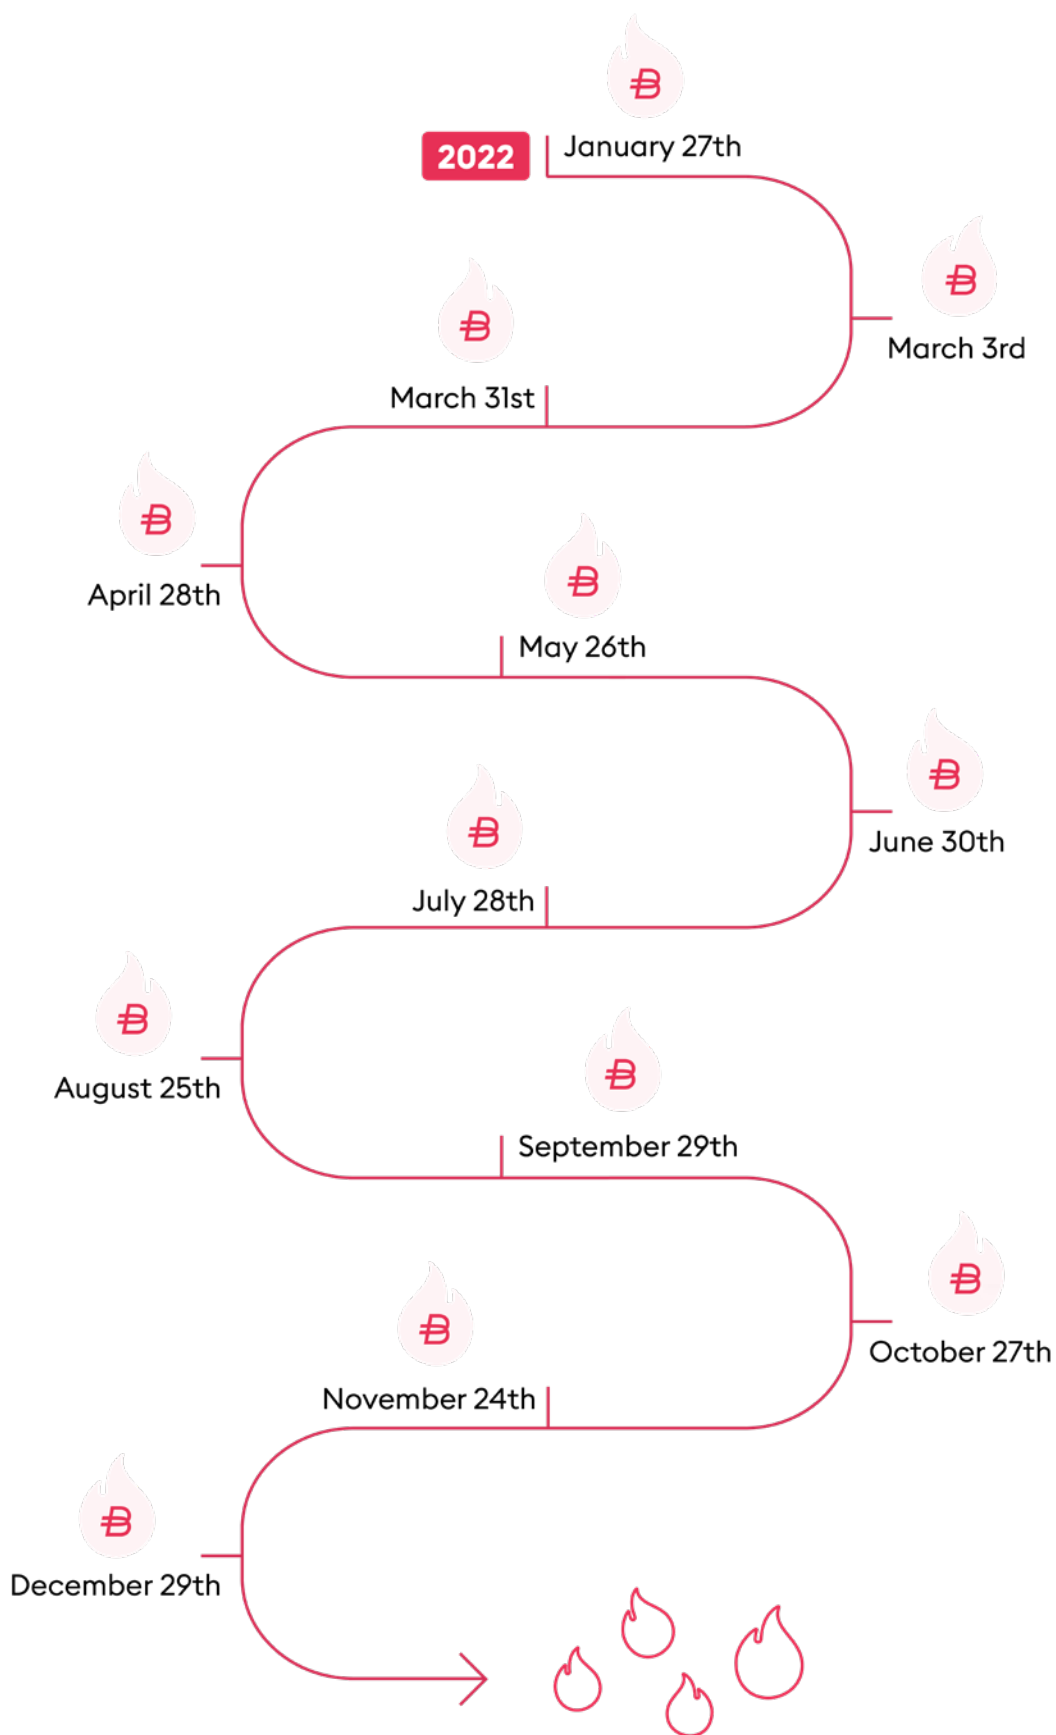 2022
January 27th
March 3rd
March 31st
April 28th
May 26th
June 30th
July 28th
August 25th
September 29th
October 27th
November 24th
December 29th